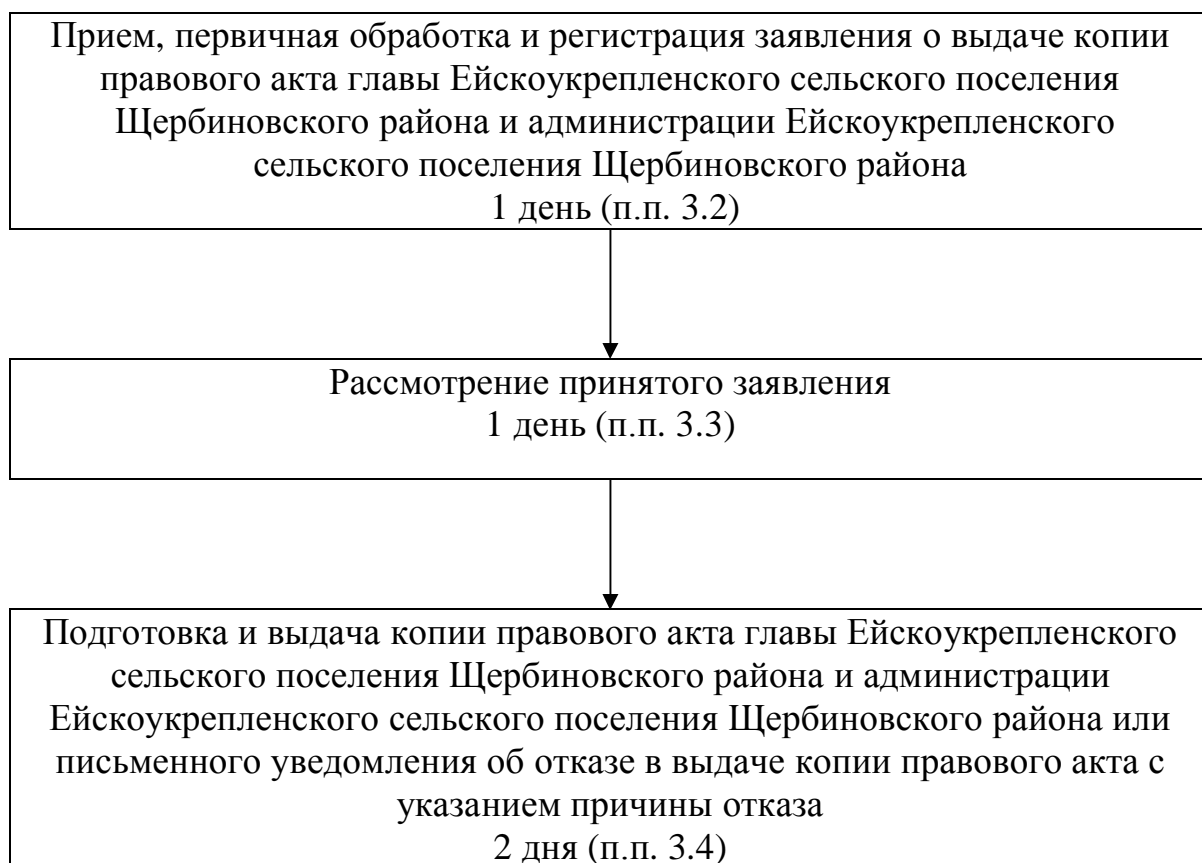 Прием, первичная обработка и регистрация заявления о выдаче копии
правового акта главы Ейскоукрепленского сельского поселения
Щербиновского района и администрации Ейскоукрепленского
сельского поселения Щербиновского района
1 день (п.п. 3.2)
Рассмотрение принятого заявления
1 день (п.п. 3.3)
Подготовка и выдача копии правового акта главы Ейскоукрепленского
сельского поселения Щербиновского района и администрации
Ейскоукрепленского сельского поселения Щербиновского района или
письменного уведомления об отказе в выдаче копии правового акта с
указанием причины отказа
2 дня (п.п. 3.4)